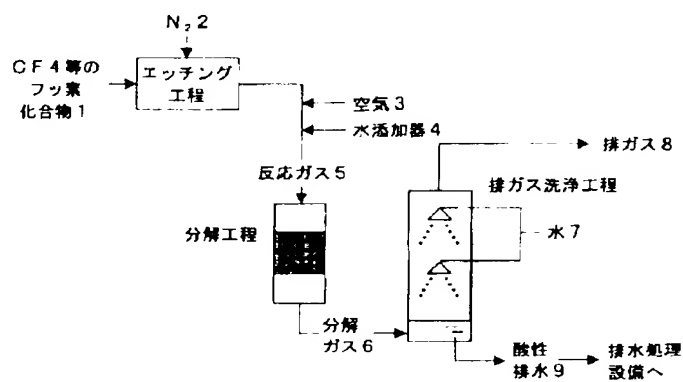 N₂2
CF4等の
フッ素
化合物1
エッチング
工程
空気3
水添加器4
反応ガス5
排ガス8
排ガス洗浄工程
分解工程
水7
分解
ガス6
酸性
排水9
排水処理
設備へ